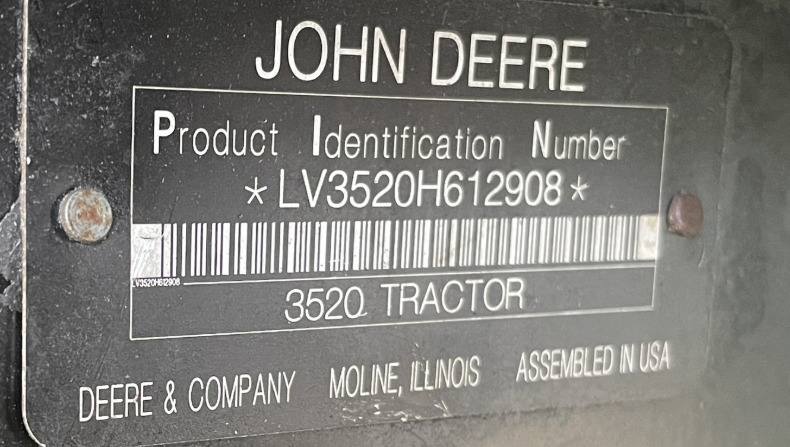 JOHN DEERE
Product Identification Number
*LV3520H612908*
LV3520H612908
3520 TRACTOR
DEERE & COMPANY MOLINE, ILLINOIS ASSEMBLED IN USA